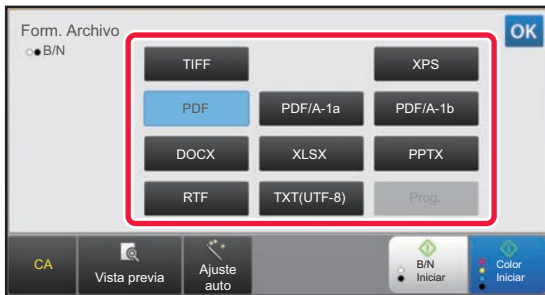 Form. Archivo
OK
B/N
TIFF
XPS
PDF
PDF/A-1a
PDF/A-1b
DOCX
XLSX
PPTX
RTF
TXT(UTF-8)
Prog.
CA
Vista previa
Ajuste
auto
B/N
Iniciar
Color
Iniciar